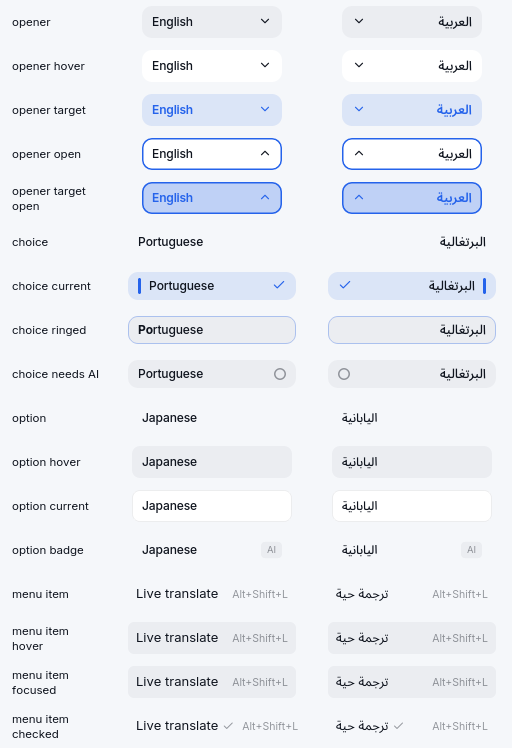 opener English العربية
opener hover English العربية
opener target English العربية
opener open English العربية
opener target
open English العربية
choice Portuguese البرتغالية
choice current Portuguese البرتغالية
choice ringed Portuguese البرتغالية
choice needs AI Portuguese البرتغالية
option Japanese اليابانية
option hover Japanese اليابانية
option current Japanese اليابانية
option badge Japanese AI اليابانية AI
menu item Live translate Alt+Shift+L ترجمة حية Alt+Shift+L
menu item
hover Live translate Alt+Shift+L ترجمة حية Alt+Shift+L
menu item
focused Live translate Alt+Shift+L ترجمة حية Alt+Shift+L
menu item
checked Live translate Alt+Shift+L ترجمة حية Alt+Shift+L